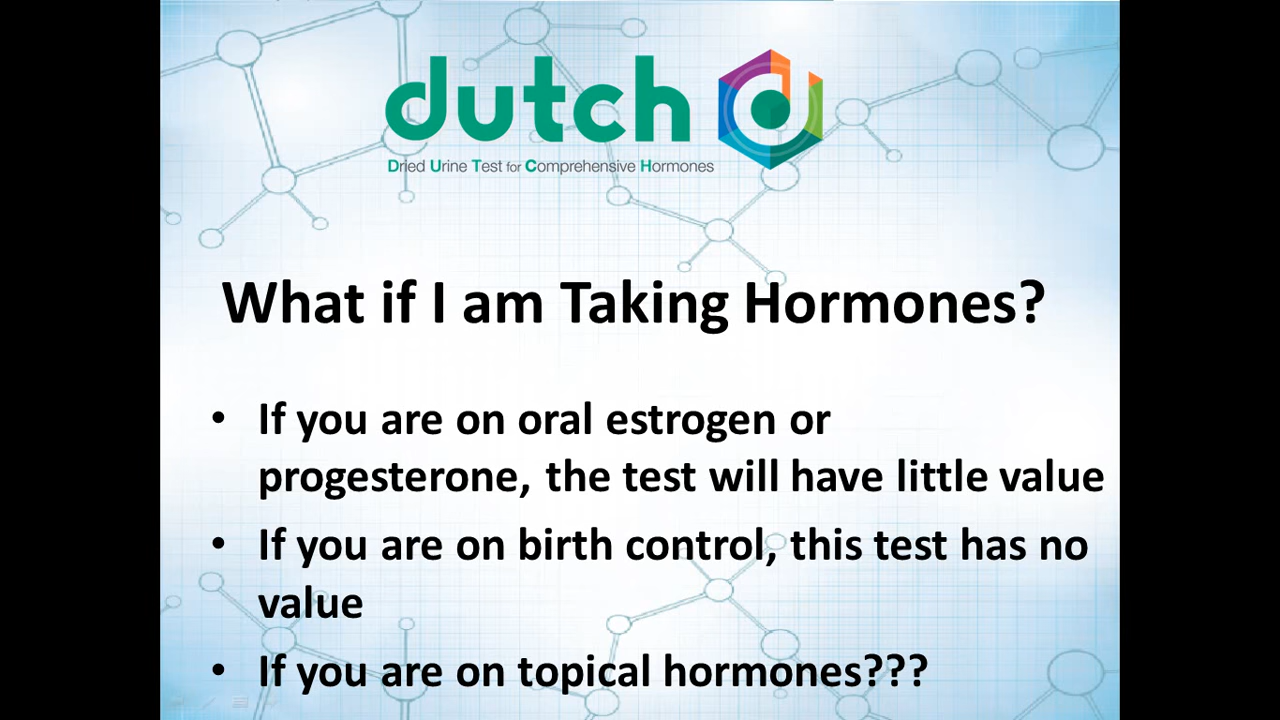 dutch
Dried Urine Test for Comprehensive Hormones
What if I am Taking Hormones?
• If you are on oral estrogen or
progesterone, the test will have little value
• If you are on birth control, this test has no
value
• If you are on topical hormones???